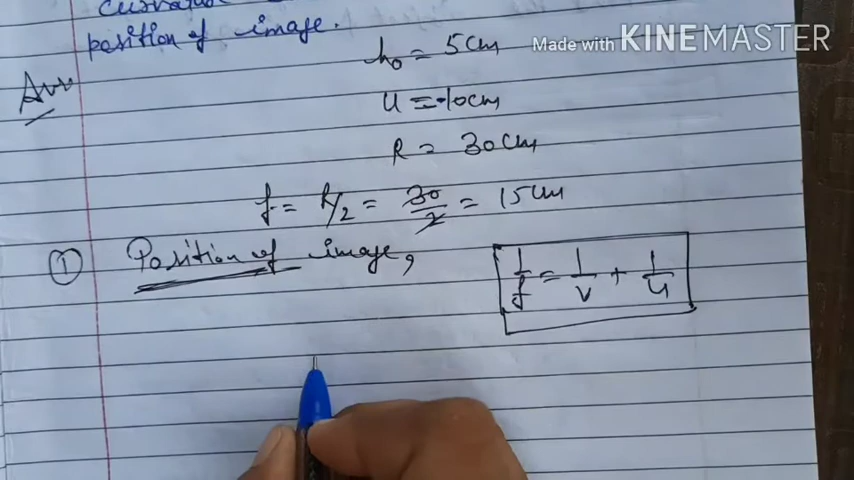 curvature
position of image.
Made with KINEMASTER
Ans
h₀ = 5cm
u = -10cm
R = 30cm
f = R/2 = 30/2 = 15cm
① Position of image,
1/f = 1/v + 1/u